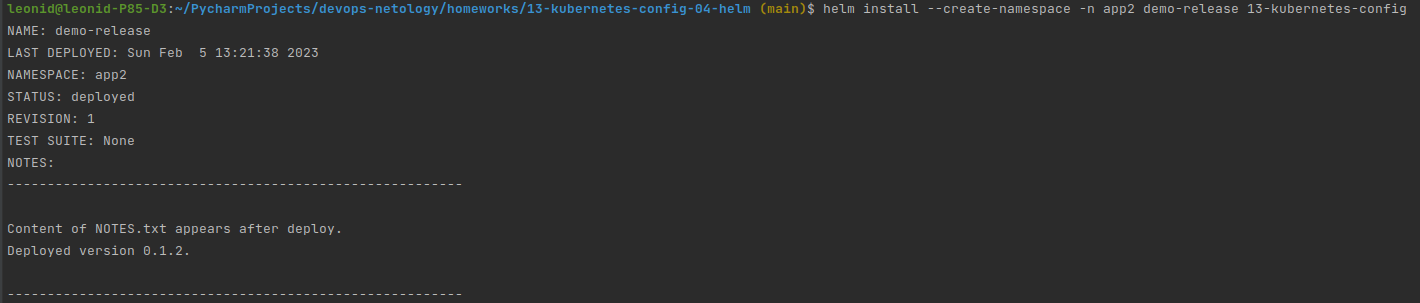 leonid@leonid-P85-D3:~/PycharmProjects/devops-netology/homeworks/13-kubernetes-config-04-helm (main)$ helm install --create-namespace -n app2 demo-release 13-kubernetes-config
NAME: demo-release
LAST DEPLOYED: Sun Feb  5 13:21:38 2023
NAMESPACE: app2
STATUS: deployed
REVISION: 1
TEST SUITE: None
NOTES:
---------------------------------------------------------
Content of NOTES.txt appears after deploy.
Deployed version 0.1.2.
---------------------------------------------------------